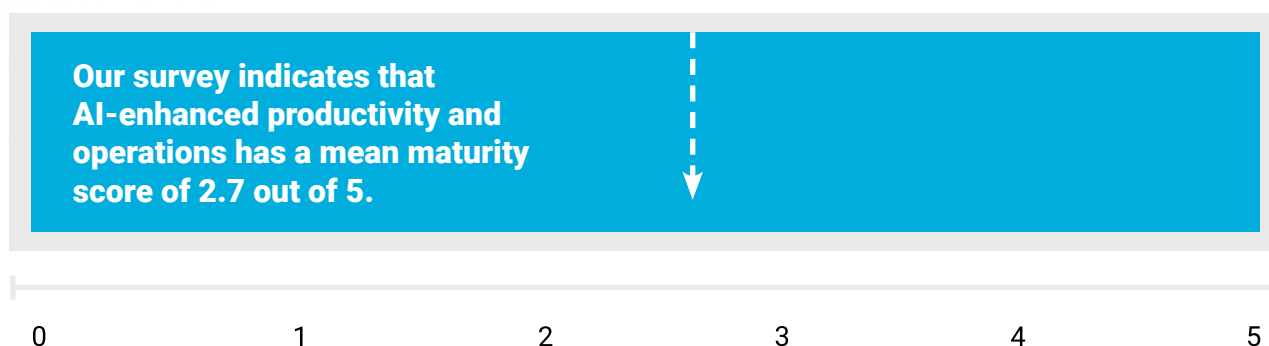 Our survey indicates that
AI-enhanced productivity and
operations has a mean maturity
score of 2.7 out of 5.
0 1 2 3 4 5